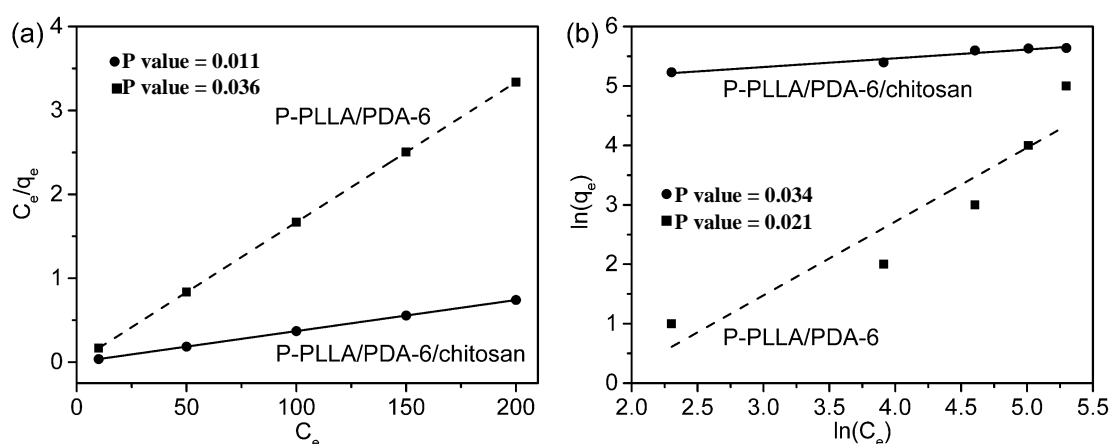 (a)
P value = 0.011
P value = 0.036
P-PLLA/PDA-6
P-PLLA/PDA-6/chitosan
4
3
2
1
0
Ce/qe
0 50 100 150 200
Ce
(b)
P-PLLA/PDA-6/chitosan
P value = 0.034
P value = 0.021
P-PLLA/PDA-6
6
5
4
3
2
1
0
ln(qe)
2.0 2.5 3.0 3.5 4.0 4.5 5.0 5.5
ln(Ce)